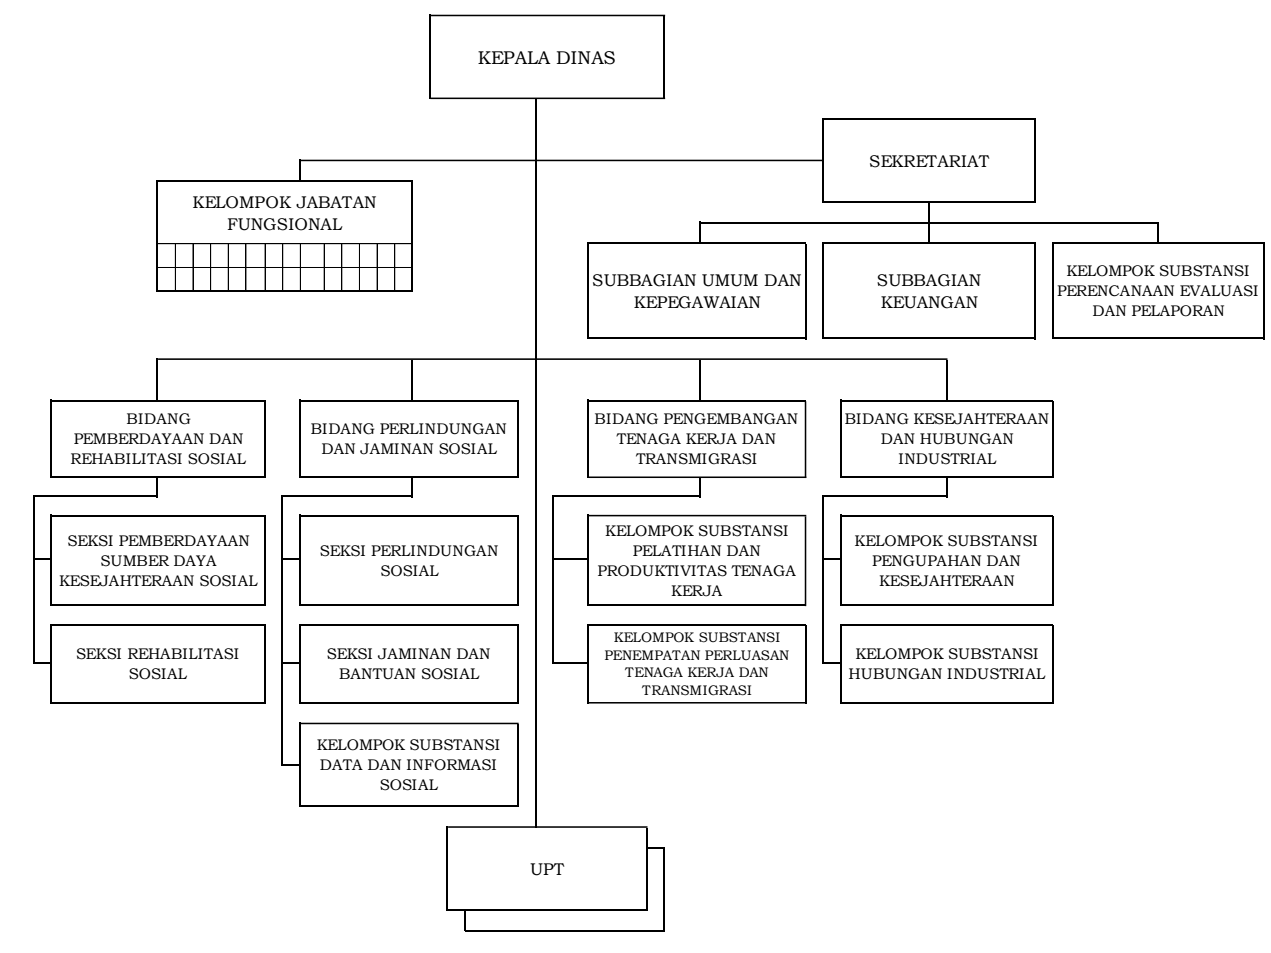 KEPALA DINAS
SEKRETARIAT
KELOMPOK JABATAN
FUNGSIONAL
SUBBAGIAN UMUM DAN
KEPEGAWAIAN
SUBBAGIAN
KEUANGAN
KELOMPOK SUBSTANSI
PERENCANAAN EVALUASI
DAN PELAPORAN
BIDANG
PEMBERDAYAAN DAN
REHABILITASI SOSIAL
BIDANG PERLINDUNGAN
DAN JAMINAN SOSIAL
BIDANG PENGEMBANGAN
TENAGA KERJA DAN
TRANSMIGRASI
BIDANG KESEJAHTERAAN
DAN HUBUNGAN
INDUSTRIAL
SEKSI PEMBERDAYAAN
SUMBER DAYA
KESEJAHTERAAN SOSIAL
SEKSI PERLINDUNGAN
SOSIAL
KELOMPOK SUBSTANSI
PELATIHAN DAN
PRODUKTIVITAS TENAGA
KERJA
KELOMPOK SUBSTANSI
PENGUPAHAN DAN
KESEJAHTERAAN
SEKSI REHABILITASI
SOSIAL
SEKSI JAMINAN DAN
BANTUAN SOSIAL
KELOMPOK SUBSTANSI
PENEMPATAN PERLUASAN
TENAGA KERJA DAN
TRANSMIGRASI
KELOMPOK SUBSTANSI
HUBUNGAN INDUSTRIAL
KELOMPOK SUBSTANSI
DATA DAN INFORMASI
SOSIAL
UPT